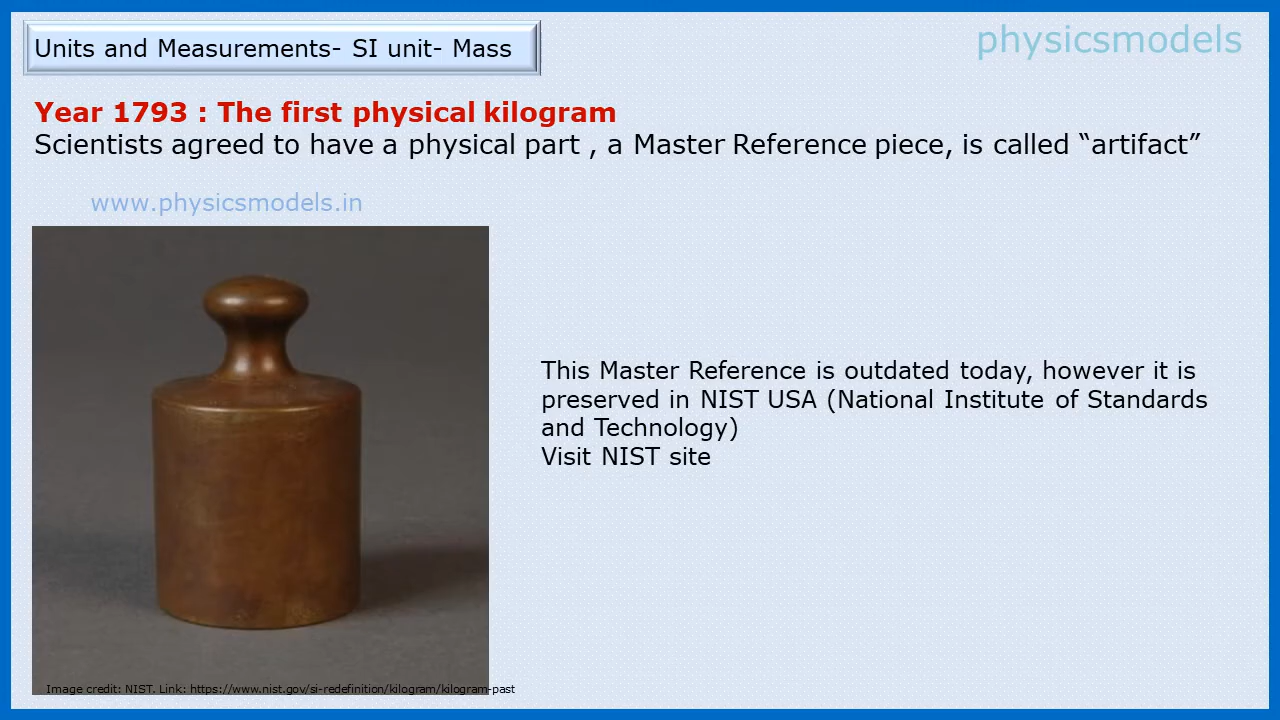 Units and Measurements- SI unit- Mass
physicsmodels
Year 1793 : The first physical kilogram
Scientists agreed to have a physical part , a Master Reference piece, is called “artifact”
www.physicsmodels.in
This Master Reference is outdated today, however it is
preserved in NIST USA (National Institute of Standards
and Technology)
Visit NIST site
Image credit: NIST. Link: https://www.nist.gov/si-redefinition/kilogram/kilogram-past